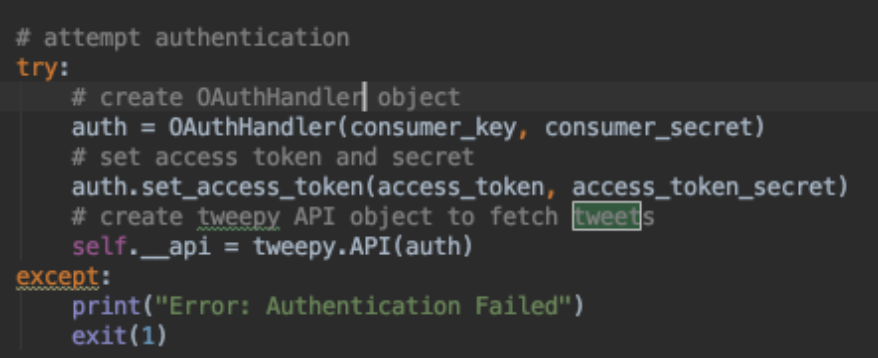 # attempt authentication
try:
    # create OAuthHandler object
    auth = OAuthHandler(consumer_key, consumer_secret)
    # set access token and secret
    auth.set_access_token(access_token, access_token_secret)
    # create tweepy API object to fetch tweets
    self.__api = tweepy.API(auth)
except:
    print("Error: Authentication Failed")
    exit(1)